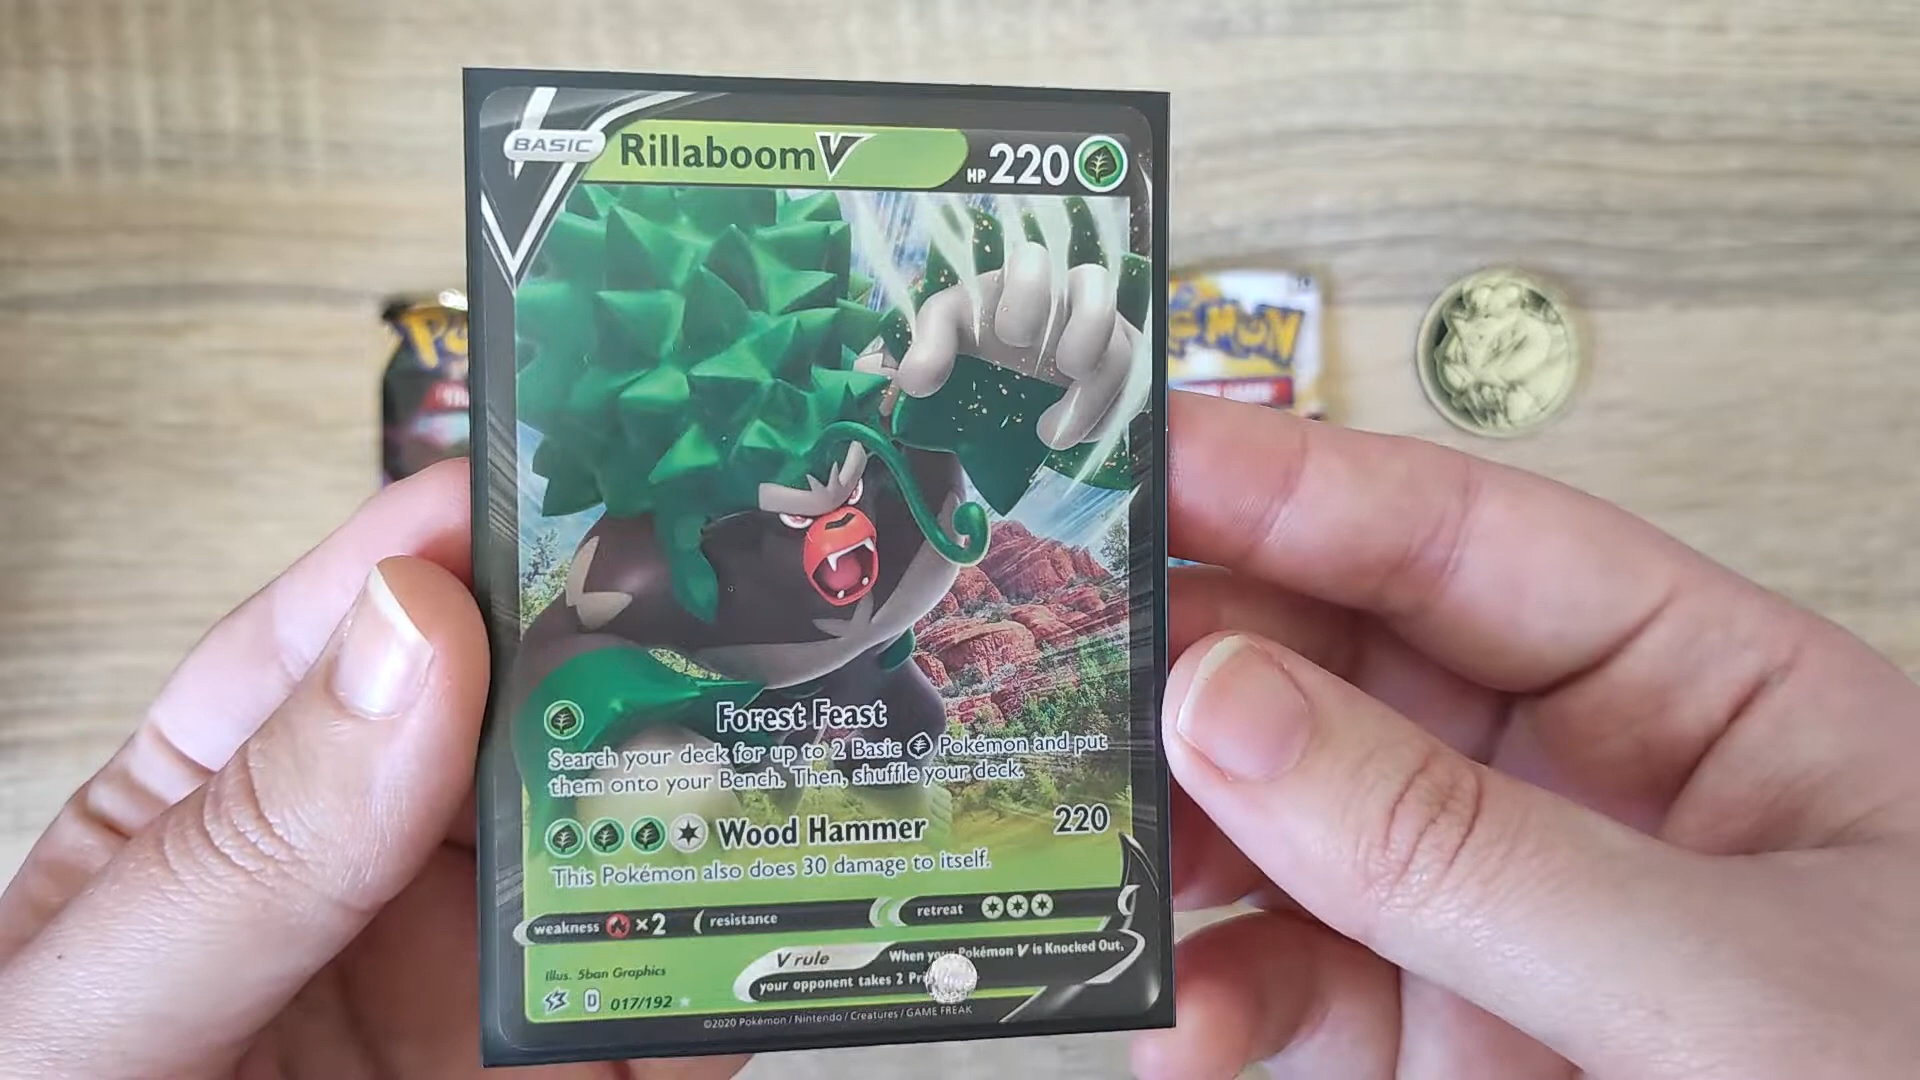 BASIC Rillaboom V HP 220
Forest Feast
Search your deck for up to 2 Basic Pokémon and put
them onto your Bench. Then, shuffle your deck.
Wood Hammer 220
This Pokémon also does 30 damage to itself.
weakness ×2 resistance retreat
V rule When your Pokémon V is Knocked Out,
your opponent takes 2
Illus. 5ban Graphics
D 017/192
©2020 Pokémon / Nintendo / Creatures / GAME FREAK